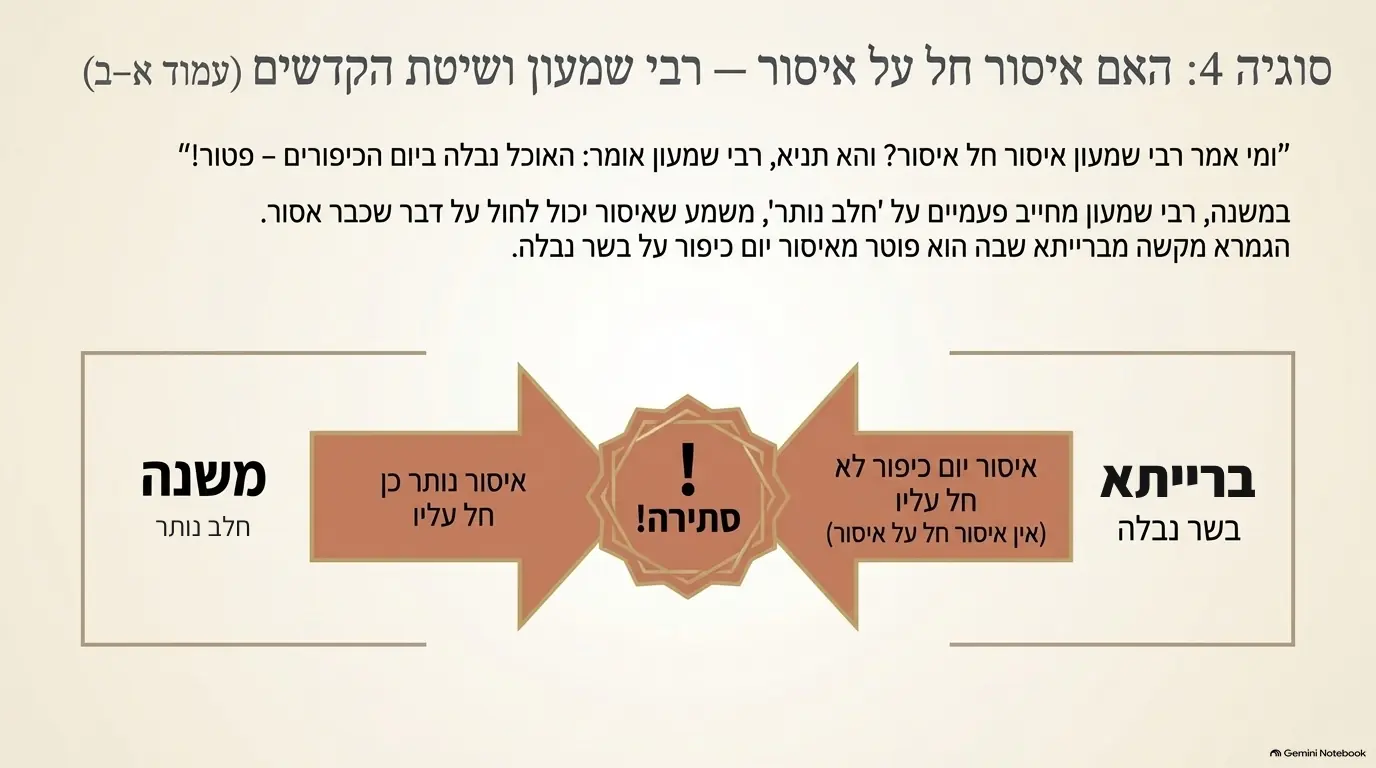 סוגיה 4: האם איסור חל על איסור — רבי שמעון ושיטת הקדשים (עמוד א–ב)
"ומי אמר רבי שמעון איסור חל איסור? והא תניא, רבי שמעון אומר: האוכל נבלה ביום הכיפורים – פטור!"
במשנה, רבי שמעון מחייב פעמיים על 'חלב נותר', משמע שאיסור יכול לחול על דבר שכבר אסור.
הגמרא מקשה מברייתא שבה הוא פוטר מאיסור יום כיפור על בשר נבלה.
ברייתא
בשר נבלה
איסור יום כיפור לא
חל עליו
(אין איסור חל על איסור)
!
סתירה!
איסור נותר כן
חל עליו
משנה
חלב נותר
Gemini Notebook